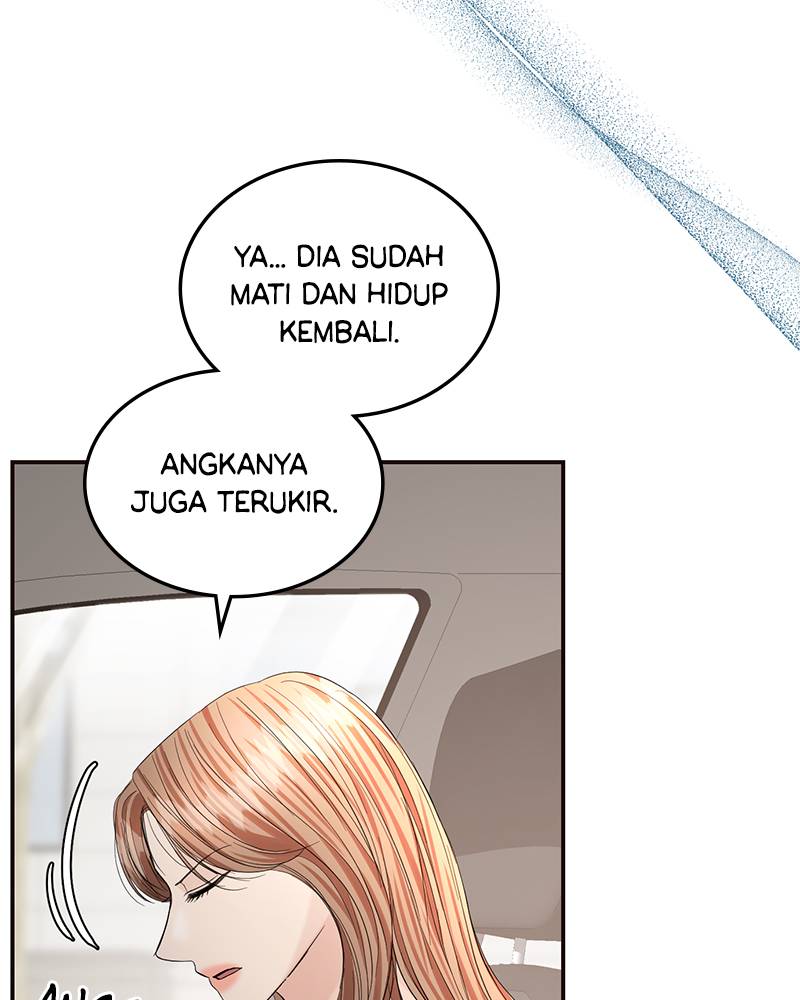 YA... DIA SUDAH
MATI DAN HIDUP
KEMBALI.
ANGKANYA
JUGA TERUKIR.